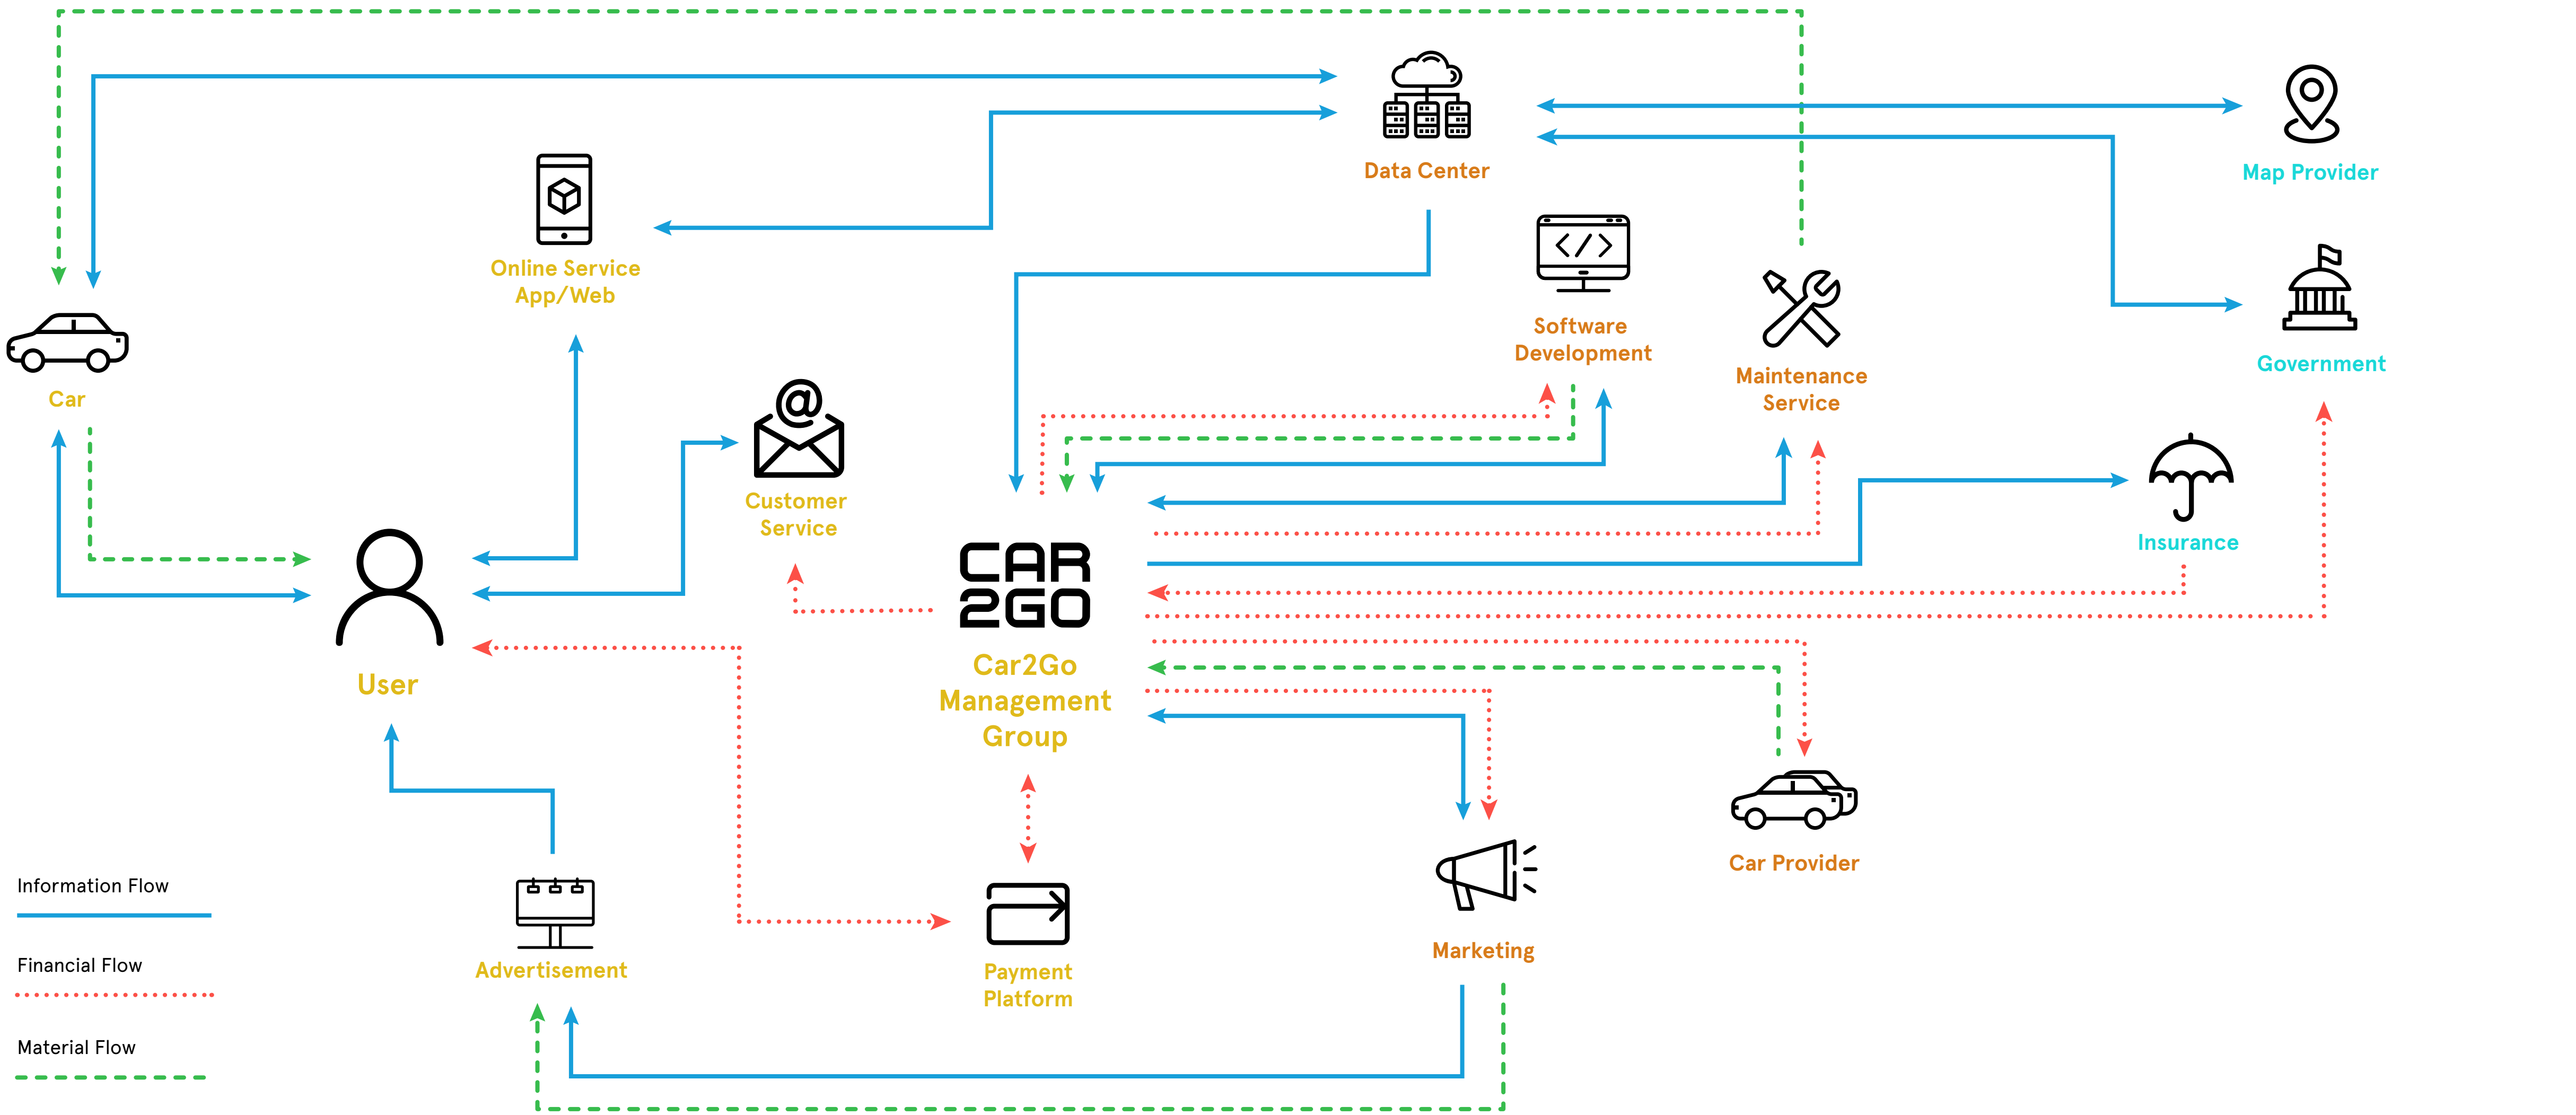 Data Center
Map Provider
Online Service
App/Web
Software
Development
Government
Maintenance
Service
Car
@
Customer
Service
Insurance
CAR
2GO
Car2Go
Management
Group
User
Car Provider
Information Flow
Marketing
Financial Flow
Advertisement
Payment
Platform
Material Flow